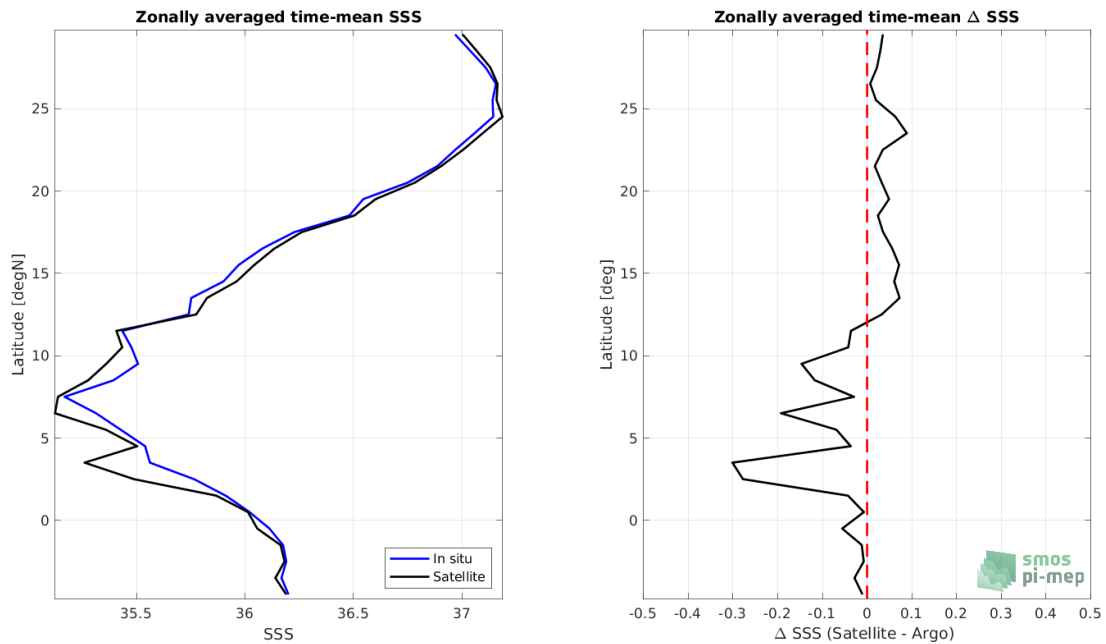 Zonally averaged time-mean SSS
25
20
15
10
5
0
Latitude [degN]
35.5 36 36.5 37
SSS
In situ
Satellite
Zonally averaged time-mean Δ SSS
25
20
15
10
5
0
Latitude [deg]
-0.5 -0.4 -0.3 -0.2 -0.1 0 0.1 0.2 0.3 0.4 0.5
Δ SSS (Satellite - Argo)
smos
pi-mep